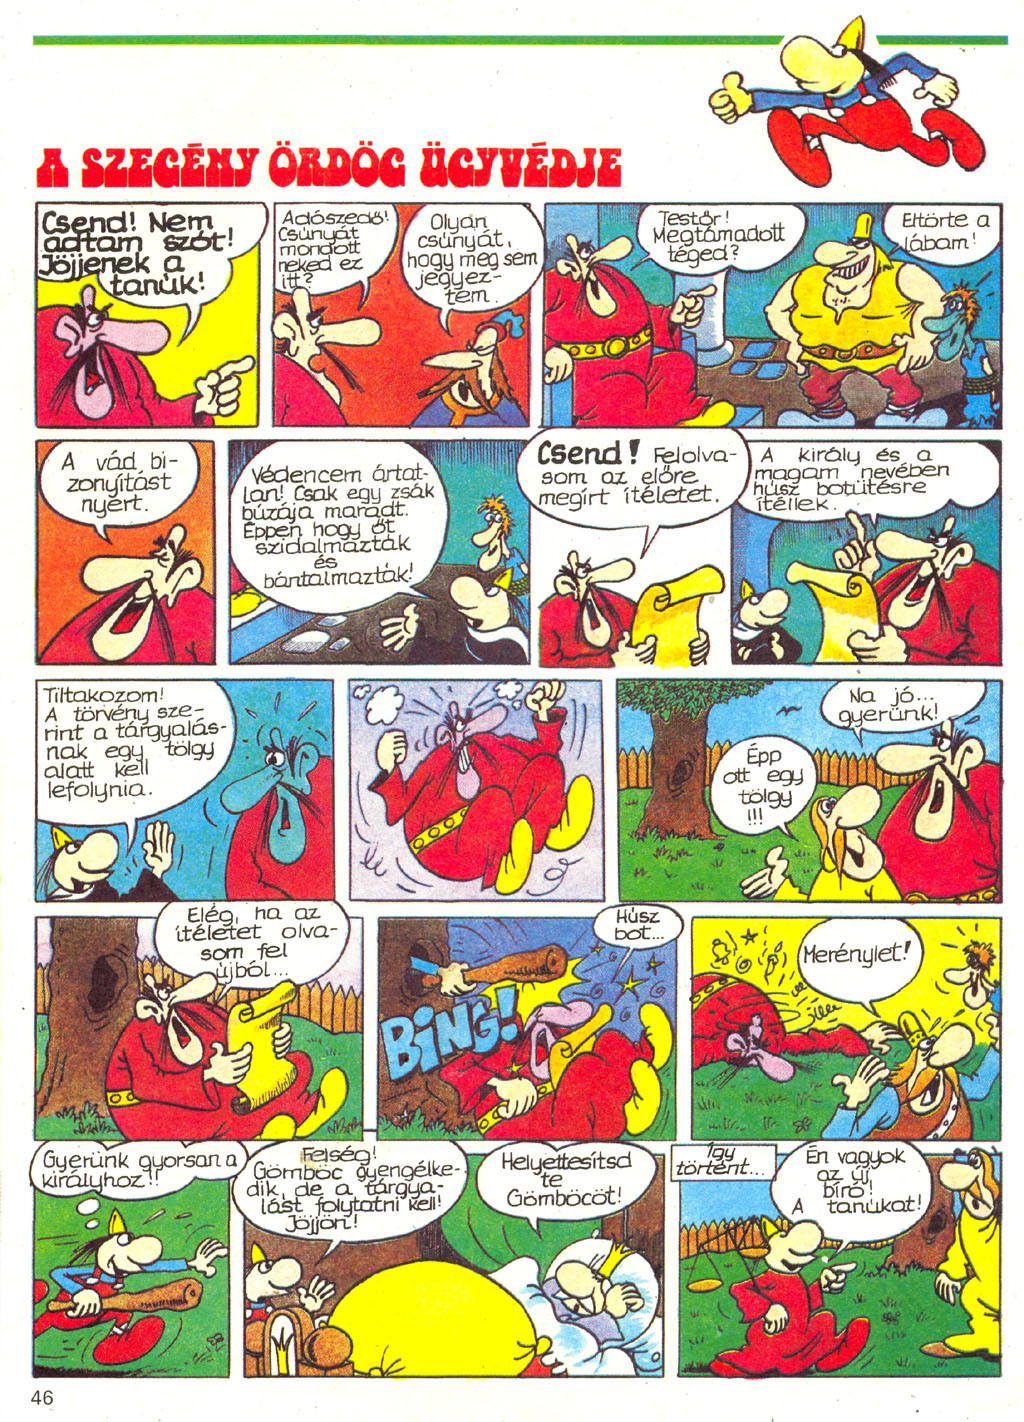 A SZEGÉNY ÖRDÖG ÜGYVÉDJE
Csend! Nem
adtam szót!
Jöjjenek a
tanúk!
Adószedő!
Csúnyát
mondott
neked ez
itt?
Olyan
csúnyát,
hogy meg sem
jegyez-
tem.
Testőr!
Megtámadott
téged?
Eltörte a
lábam!
A vád bi-
zonyítást
nyert.
Védencem ártat-
lan! Csak egy zsák
búzája maradt.
Éppen hogy őt
szidalmazták
és
bántalmazták!
Csend! Felolva-
som az előre
megírt ítéletet.
A király és a
magam nevében
húsz botütésre
ítéllek.
Tiltakozom!
A törvény sze-
rint a tárgyalás-
nak egy tölgy
alatt kell
lefolynia.
Épp
ott egy
tölgy
!!!
Na jó...
gyerünk!
Elég, ha az
ítéletet olva-
som fel
újból...
BING!
Húsz
bot...
Merénylet!
Gyerünk gyorsan a
királyhoz!!
Felség!
Gömböc gyengélke-
dik, de a tárgya-
lást folytatni kell!
Jöjjön!
Helyettesítsd
te
Gömböcöt!
Így
történt...
Én vagyok
az új
bíró!
A tanúkat!
46